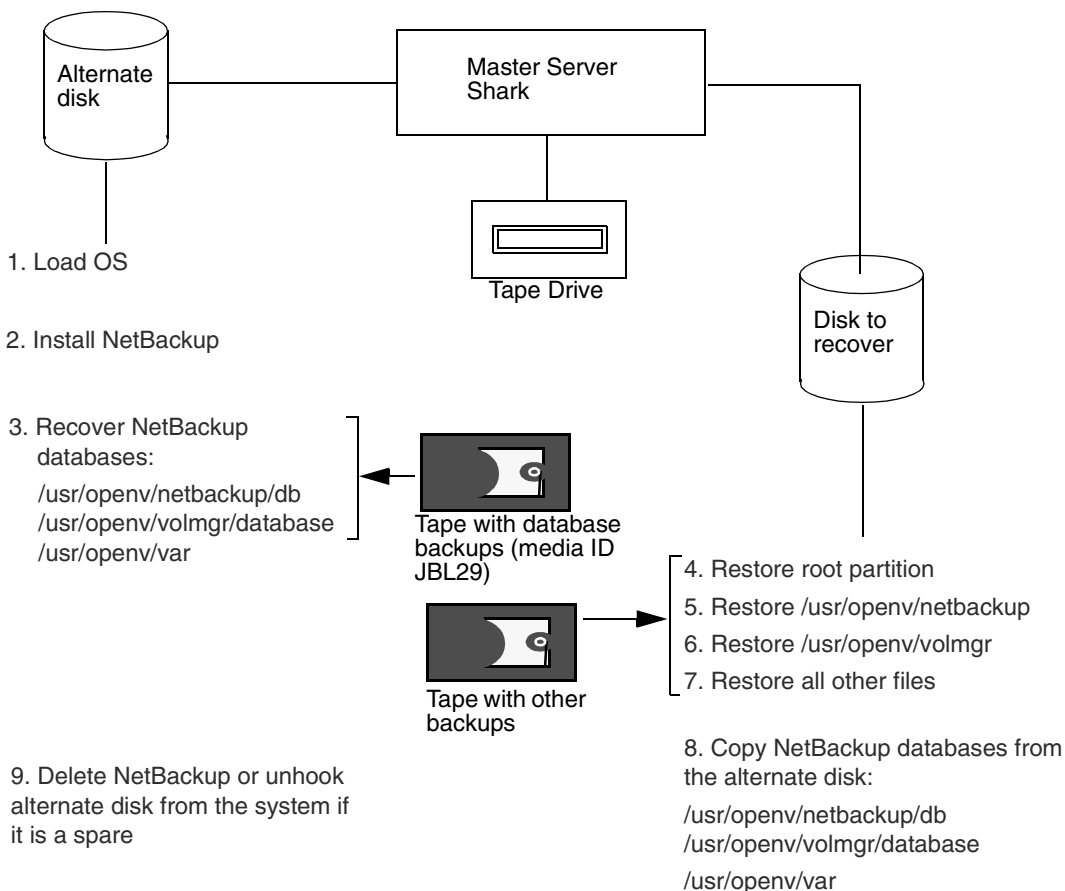 Alternate
disk
Master Server
Shark
Tape Drive
Disk to
recover
1. Load OS
2. Install NetBackup
3. Recover NetBackup
databases:
/usr/openv/netbackup/db
/usr/openv/volmgr/database
/usr/openv/var
Tape with database
backups (media ID
JBL29)
Tape with other
backups
4. Restore root partition
5. Restore /usr/openv/netbackup
6. Restore /usr/openv/volmgr
7. Restore all other files
8. Copy NetBackup databases from
the alternate disk:
/usr/openv/netbackup/db
/usr/openv/volmgr/database
/usr/openv/var
9. Delete NetBackup or unhook
alternate disk from the system if
it is a spare